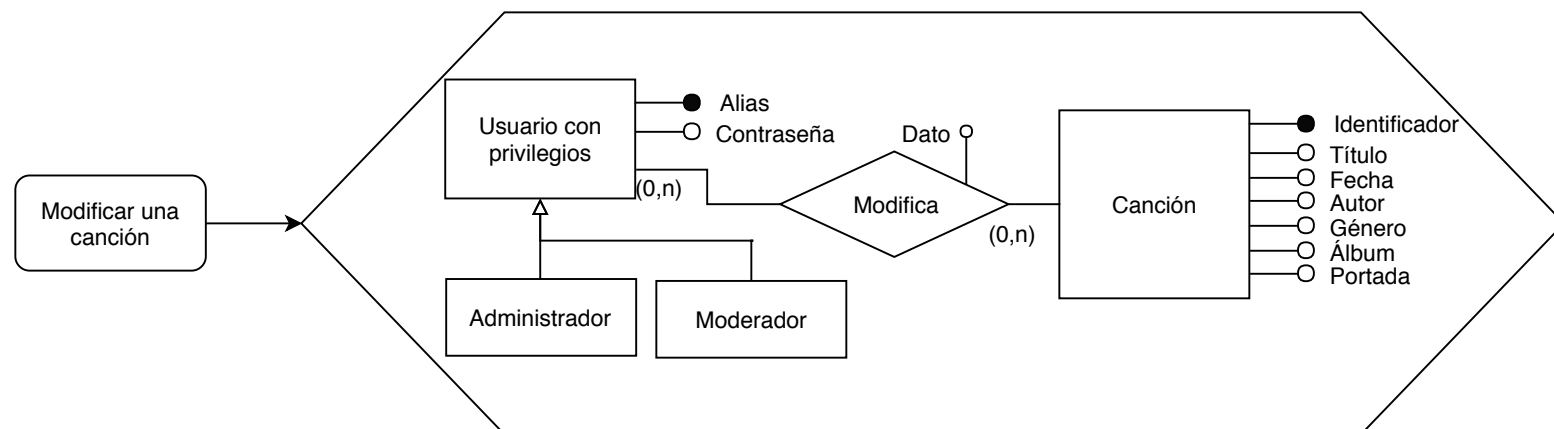 Modificar una
canción
Usuario con
privilegios
Alias
Contraseña
(0,n)
Administrador
Moderador
Dato
Modifica
(0,n)
Canción
Identificador
Título
Fecha
Autor
Género
Álbum
Portada